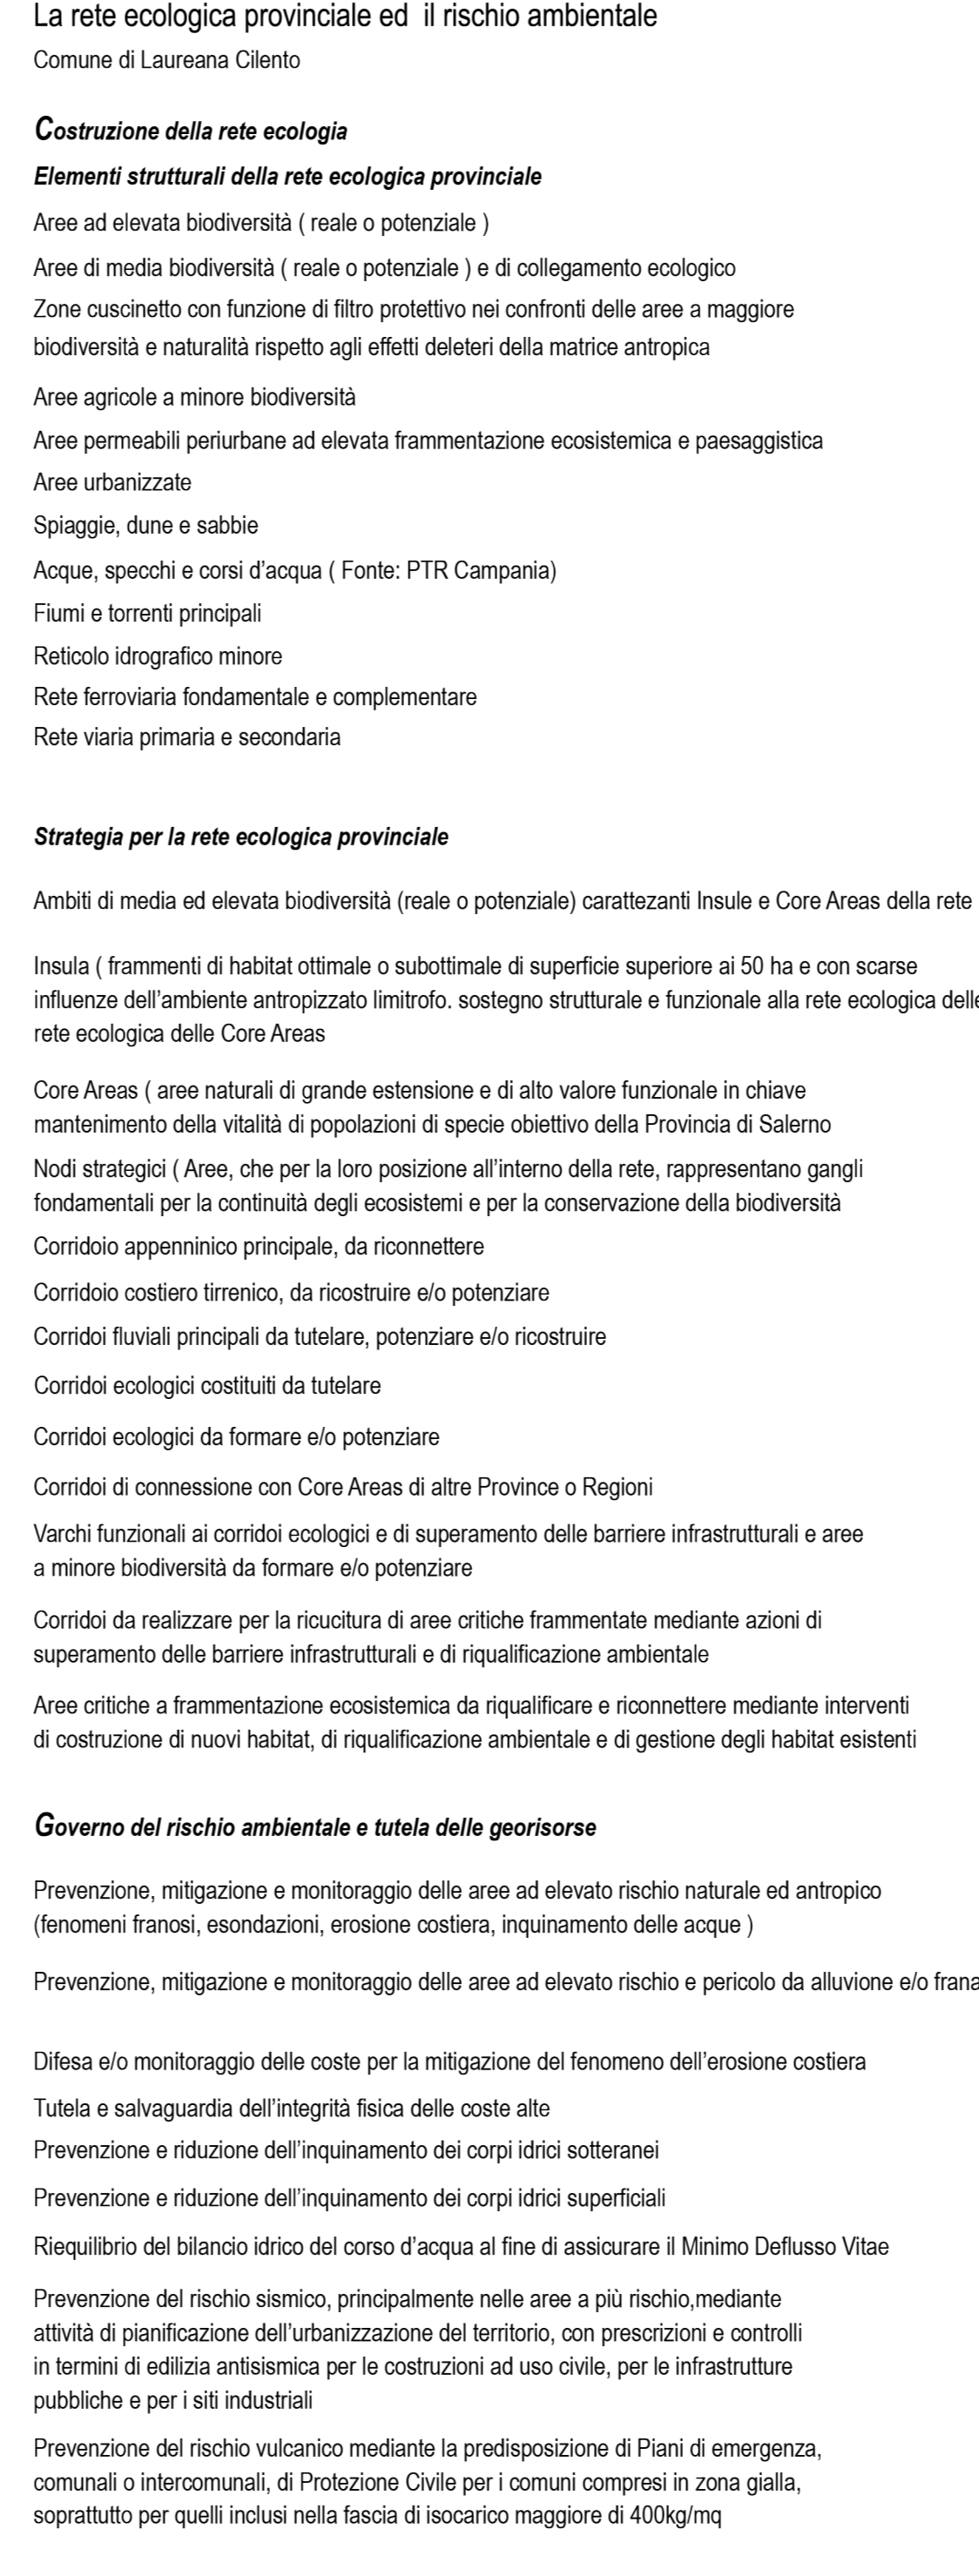 La rete ecologica provinciale ed  il rischio ambientale
Comune di Laureana Cilento
Costruzione della rete ecologia
Elementi strutturali della rete ecologica provinciale
Aree ad elevata biodiversità ( reale o potenziale )
Aree di media biodiversità ( reale o potenziale ) e di collegamento ecologico
Zone cuscinetto con funzione di filtro protettivo nei confronti delle aree a maggiore
biodiversità e naturalità rispetto agli effetti deleteri della matrice antropica
Aree agricole a minore biodiversità
Aree permeabili periurbane ad elevata frammentazione ecosistemica e paesaggistica
Aree urbanizzate
Spiaggie, dune e sabbie
Acque, specchi e corsi d’acqua ( Fonte: PTR Campania)
Fiumi e torrenti principali
Reticolo idrografico minore
Rete ferroviaria fondamentale e complementare
Rete viaria primaria e secondaria
Strategia per la rete ecologica provinciale
Ambiti di media ed elevata biodiversità (reale o potenziale) carattezanti Insule e Core Areas della rete
Insula ( frammenti di habitat ottimale o subottimale di superficie superiore ai 50 ha e con scarse
influenze dell’ambiente antropizzato limitrofo. sostegno strutturale e funzionale alla rete ecologica delle
rete ecologica delle Core Areas
Core Areas ( aree naturali di grande estensione e di alto valore funzionale in chiave
mantenimento della vitalità di popolazioni di specie obiettivo della Provincia di Salerno
Nodi strategici ( Aree, che per la loro posizione all’interno della rete, rappresentano gangli
fondamentali per la continuità degli ecosistemi e per la conservazione della biodiversità
Corridoio appenninico principale, da riconnettere
Corridoio costiero tirrenico, da ricostruire e/o potenziare
Corridoi fluviali principali da tutelare, potenziare e/o ricostruire
Corridoi ecologici costituiti da tutelare
Corridoi ecologici da formare e/o potenziare
Corridoi di connessione con Core Areas di altre Province o Regioni
Varchi funzionali ai corridoi ecologici e di superamento delle barriere infrastrutturali e aree
a minore biodiversità da formare e/o potenziare
Corridoi da realizzare per la ricucitura di aree critiche frammentate mediante azioni di
superamento delle barriere infrastrutturali e di riqualificazione ambientale
Aree critiche a frammentazione ecosistemica da riqualificare e riconnettere mediante interventi
di costruzione di nuovi habitat, di riqualificazione ambientale e di gestione degli habitat esistenti
Governo del rischio ambientale e tutela delle georisorse
Prevenzione, mitigazione e monitoraggio delle aree ad elevato rischio naturale ed antropico
(fenomeni franosi, esondazioni, erosione costiera, inquinamento delle acque )
Prevenzione, mitigazione e monitoraggio delle aree ad elevato rischio e pericolo da alluvione e/o frana
Difesa e/o monitoraggio delle coste per la mitigazione del fenomeno dell’erosione costiera
Tutela e salvaguardia dell’integrità fisica delle coste alte
Prevenzione e riduzione dell’inquinamento dei corpi idrici sotteranei
Prevenzione e riduzione dell’inquinamento dei corpi idrici superficiali
Riequilibrio del bilancio idrico del corso d’acqua al fine di assicurare il Minimo Deflusso Vitae
Prevenzione del rischio sismico, principalmente nelle aree a più rischio,mediante
attività di pianificazione dell’urbanizzazione del territorio, con prescrizioni e controlli
in termini di edilizia antisismica per le costruzioni ad uso civile, per le infrastrutture
pubbliche e per i siti industriali
Prevenzione del rischio vulcanico mediante la predisposizione di Piani di emergenza,
comunali o intercomunali, di Protezione Civile per i comuni compresi in zona gialla,
soprattutto per quelli inclusi nella fascia di isocarico maggiore di 400kg/mq